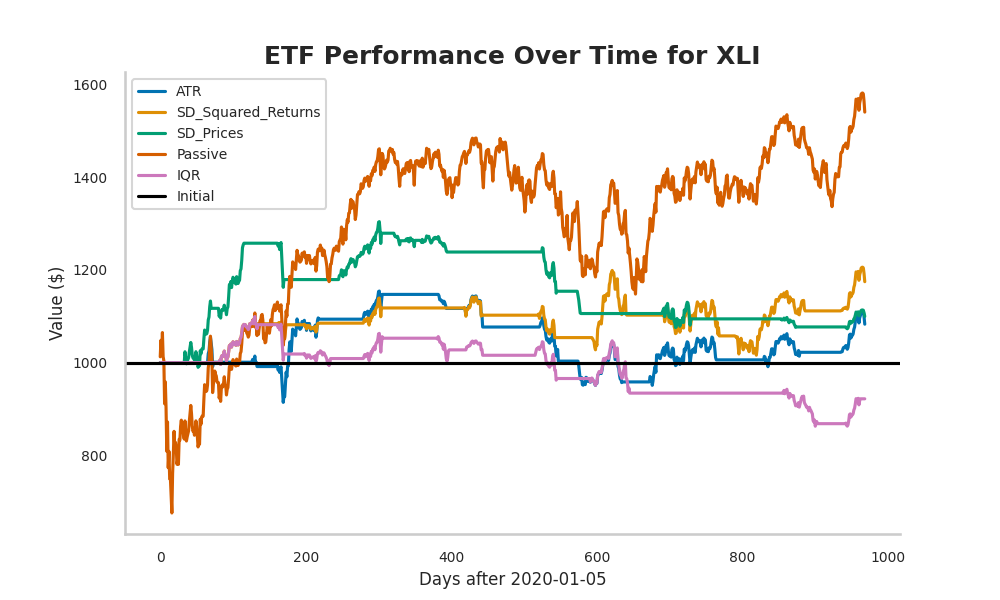 ETF Performance Over Time for XLI
ATR
SD_Squared_Returns
SD_Prices
Passive
IQR
Initial
Value ($)
1600
1400
1200
1000
800
0 200 400 600 800 1000
Days after 2020-01-05